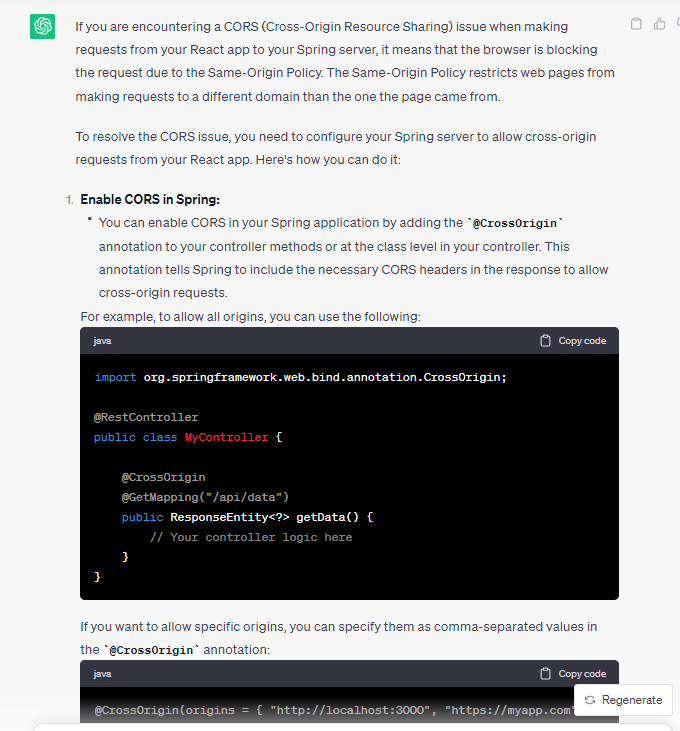 If you are encountering a CORS (Cross-Origin Resource Sharing) issue when making
requests from your React app to your Spring server, it means that the browser is blocking
the request due to the Same-Origin Policy. The Same-Origin Policy restricts web pages from
making requests to a different domain than the one the page came from.
To resolve the CORS issue, you need to configure your Spring server to allow cross-origin
requests from your React app. Here's how you can do it:
1. Enable CORS in Spring:
• You can enable CORS in your Spring application by adding the `@CrossOrigin`
annotation to your controller methods or at the class level in your controller. This
annotation tells Spring to include the necessary CORS headers in the response to allow
cross-origin requests.
For example, to allow all origins, you can use the following:
java Copy code
import org.springframework.web.bind.annotation.CrossOrigin;
@RestController
public class MyController {
@CrossOrigin
@GetMapping("/api/data")
public ResponseEntity<?> getData() {
// Your controller logic here
}
}
If you want to allow specific origins, you can specify them as comma-separated values in
the `@CrossOrigin` annotation:
java Copy code
@CrossOrigin(origins = { "http://localhost:3000", "https://myapp.com"
Regenerate